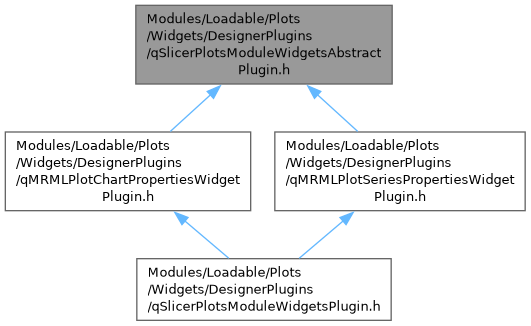 Modules/Loadable/Plots
/Widgets/DesignerPlugins
/qSlicerPlotsModuleWidgetsAbstract
Plugin.h
Modules/Loadable/Plots
/Widgets/DesignerPlugins
/qMRMLPlotChartPropertiesWidget
Plugin.h
Modules/Loadable/Plots
/Widgets/DesignerPlugins
/qMRMLPlotSeriesPropertiesWidget
Plugin.h
Modules/Loadable/Plots
/Widgets/DesignerPlugins
/qSlicerPlotsModuleWidgetsPlugin.h